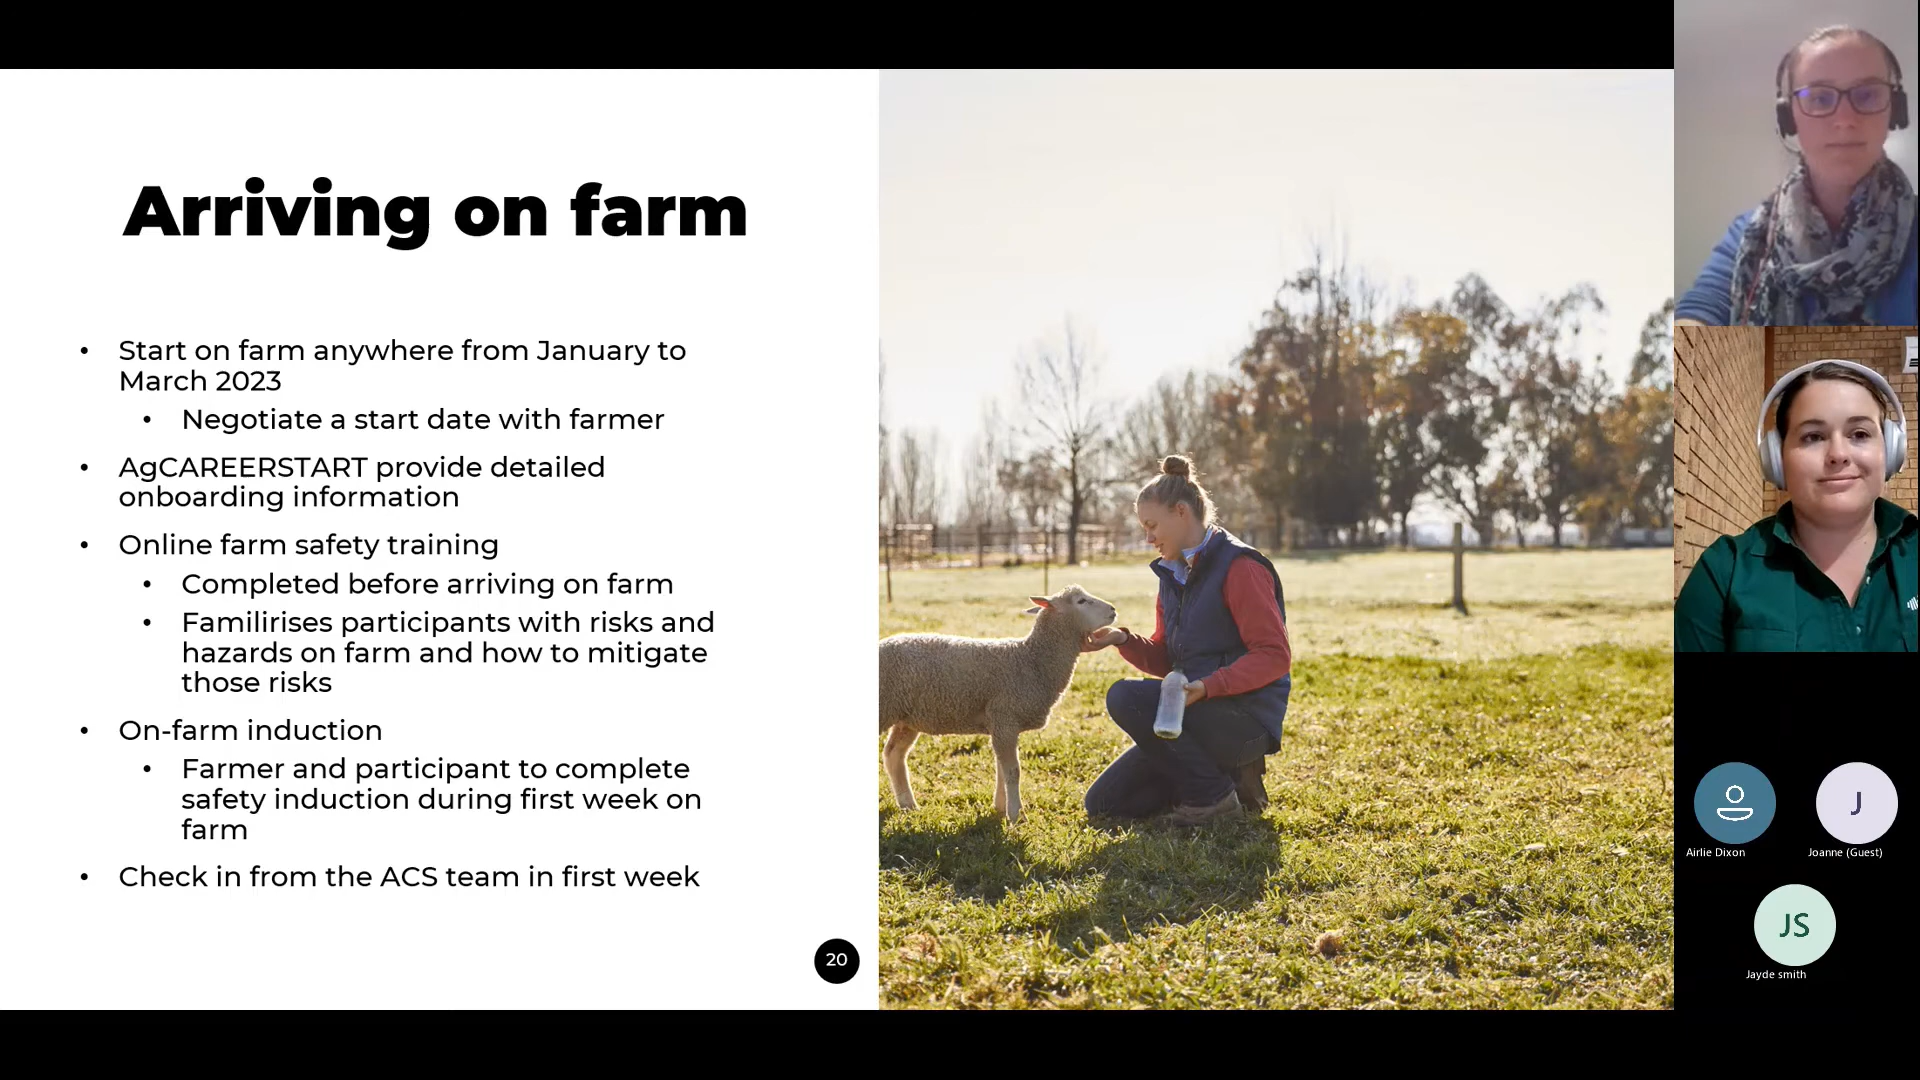 Arriving on farm
• Start on farm anywhere from January to
March 2023
• Negotiate a start date with farmer
• AgCAREERSTART provide detailed
onboarding information
• Online farm safety training
• Completed before arriving on farm
• Familirises participants with risks and
hazards on farm and how to mitigate
those risks
• On-farm induction
• Farmer and participant to complete
safety induction during first week on
farm
• Check in from the ACS team in first week
20
J
Airlie Dixon
Joanne (Guest)
JS
Jayde smith